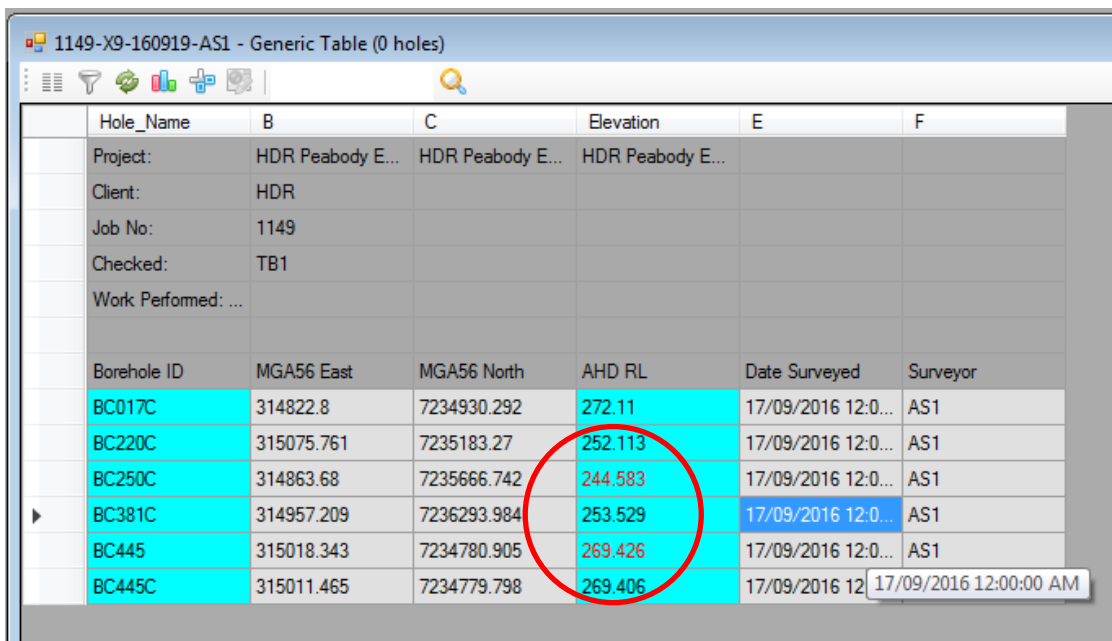 1149-X9-160919-AS1 - Generic Table (0 holes)
Hole_Name B C Elevation E F
Project: HDR Peabody E... HDR Peabody E... HDR Peabody E...
Client: HDR
Job No: 1149
Checked: TB1
Work Performed: ...
Borehole ID MGA56 East MGA56 North AHD RL Date Surveyed Surveyor
BC017C 314822.8 7234930.292 272.11 17/09/2016 12:0... AS1
BC220C 315075.761 7235183.27 252.113 17/09/2016 12:0... AS1
BC250C 314863.68 7235666.742 244.583 17/09/2016 12:0... AS1
BC381C 314957.209 7236293.984 253.529 17/09/2016 12:0... AS1
BC445 315018.343 7234780.905 269.426 17/09/2016 12:0... AS1
BC445C 315011.465 7234779.798 269.406 17/09/2016 12
17/09/2016 12:00:00 AM